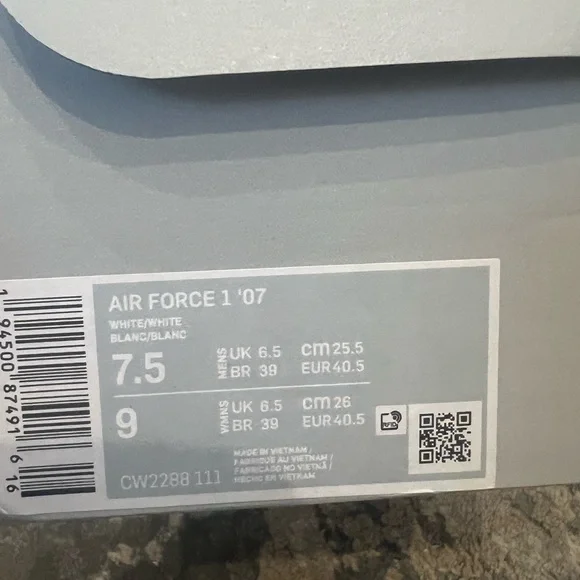 AIR FORCE 1 '07
WHITE/WHITE
BLANC/BLANC
7.5 MENS UK 6.5 cm 25.5
BR 39 EUR 40.5
9 WMNS UK 6.5 cm 26
BR 39 EUR 40.5
RFID
CW2288 111
MADE IN VIETNAM /
FABRIQUÉ AU VIETNAM /
FABRICADO NO VIETNÃ /
HECHO EN VIETNAM
1 94500 87491 6 16